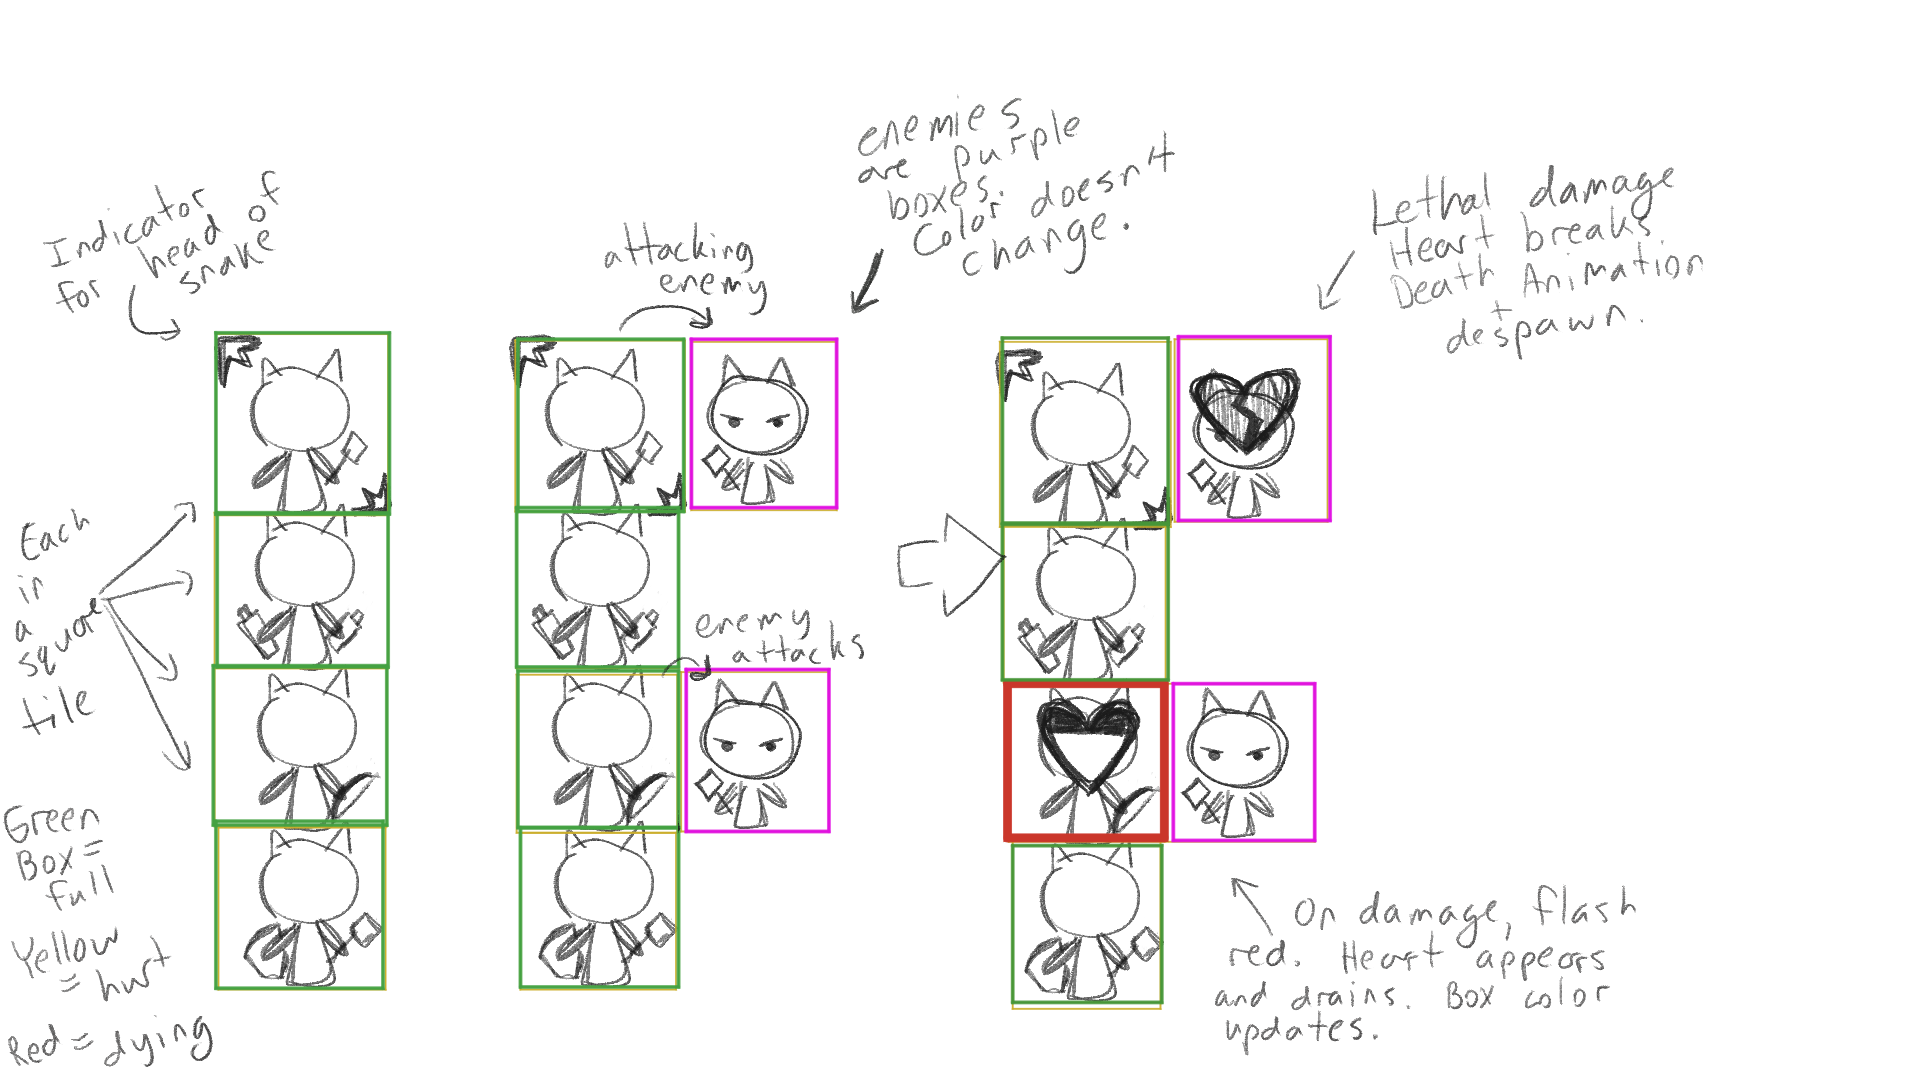 Indicator
for head of
snake
attacking
enemy
enemies
are purple
boxes.
Color doesn't
change.
Lethal damage
Heart breaks.
Death Animation
+
despawn.
Each
in
a
square
tile
enemy
attacks
Green
Box =
full
Yellow
= hurt
Red = dying
On damage, flash
red. Heart appears
and drains. Box color
updates.